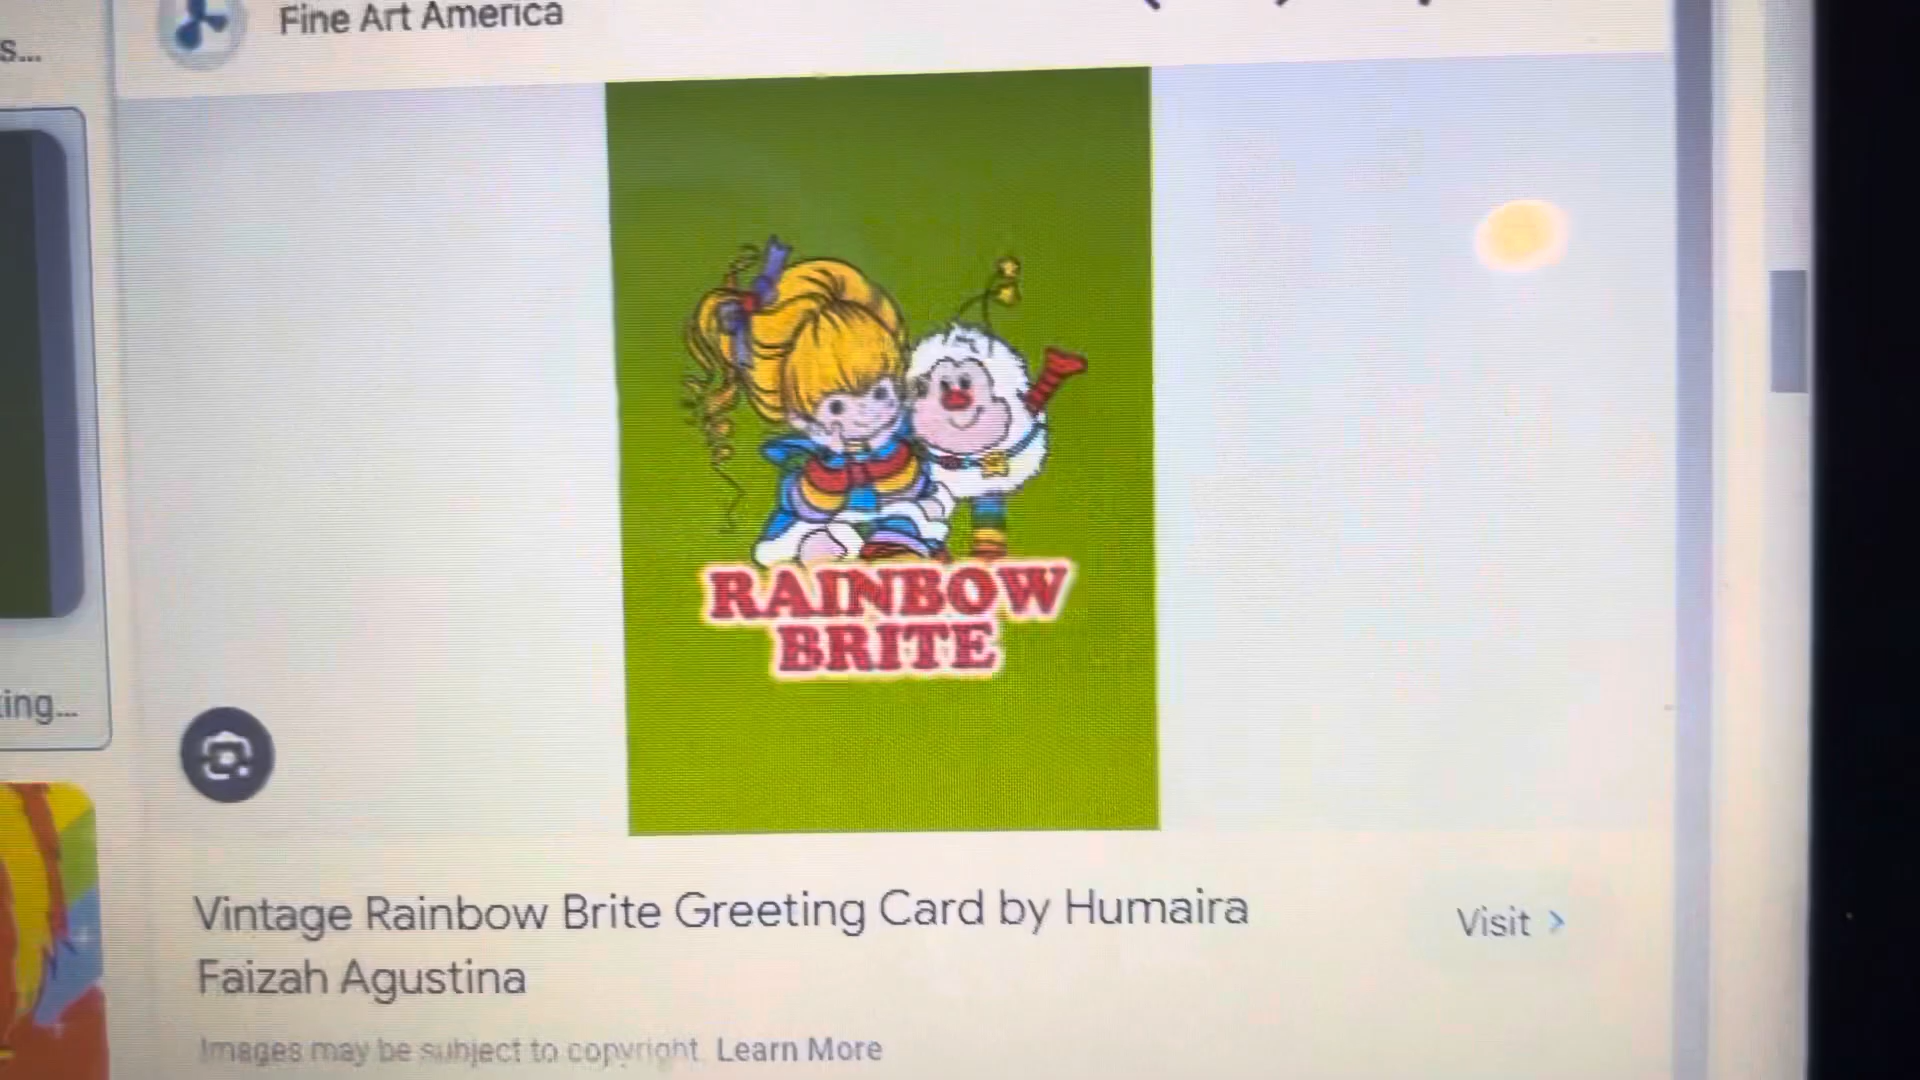 Fine Art America
s...
RAINBOW
BRITE
ing...
Vintage Rainbow Brite Greeting Card by Humaira
Faizah Agustina
Visit >
Images may be subject to copyright. Learn More